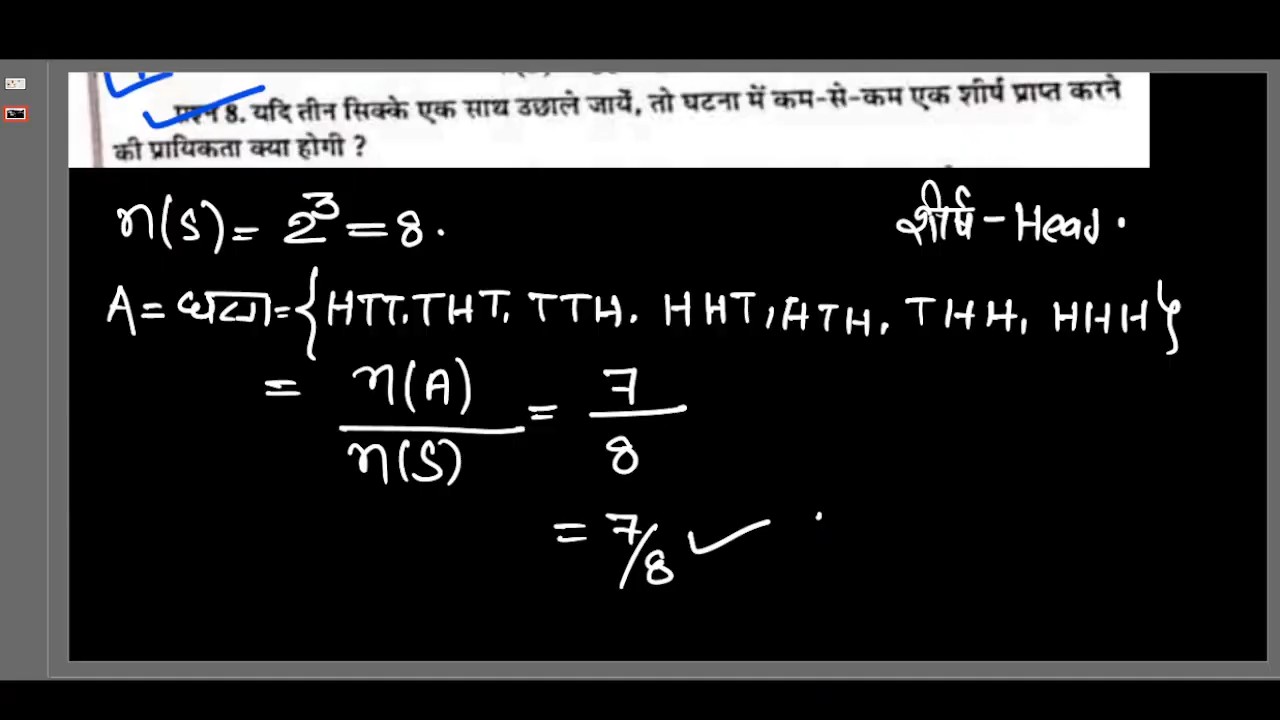 प्रश्न 8. यदि तीन सिक्के एक साथ उछाले जायें, तो घटना में कम-से-कम एक शीर्ष प्राप्त करने
की प्रायिकता क्या होगी ?
n(S) = 2³ = 8.
शीर्ष - Head.
A = = {HTT, THT, TTH, HHT, HTH, THH, HHH}
= n(A)/n(S) = 7/8
= 7/8